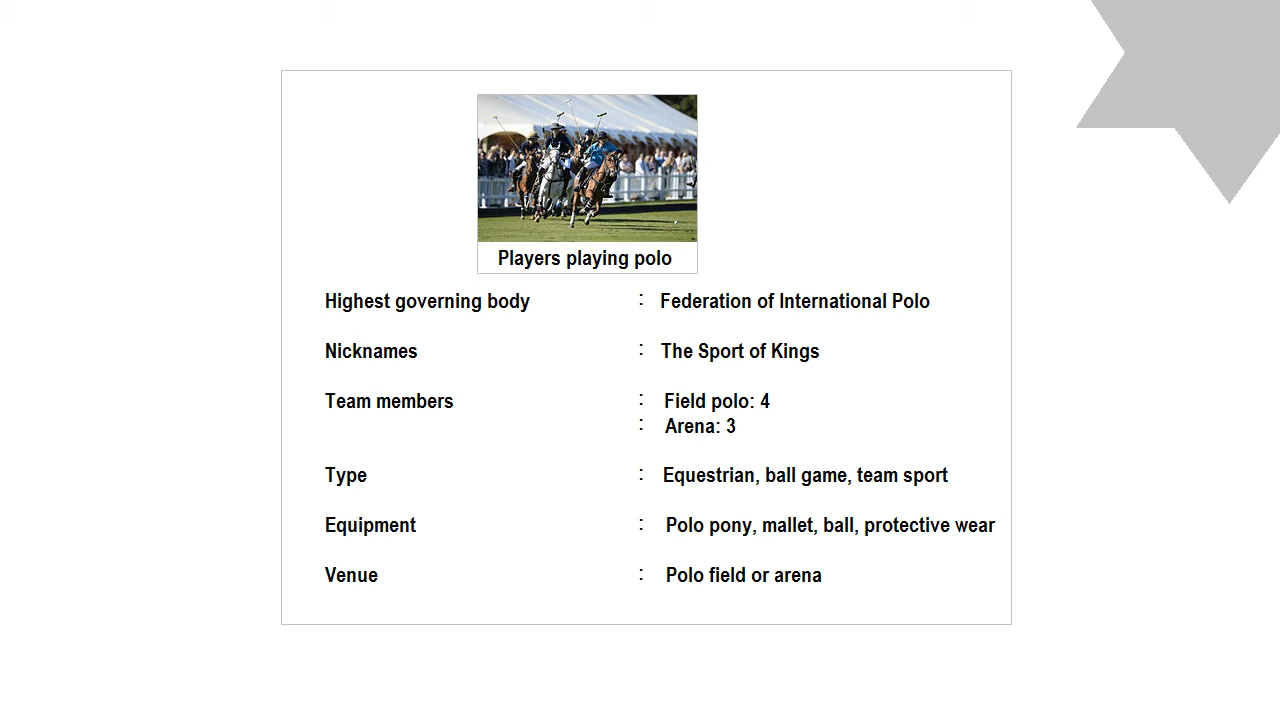 Players playing polo
Highest governing body : Federation of International Polo
Nicknames : The Sport of Kings
Team members : Field polo: 4
: Arena: 3
Type : Equestrian, ball game, team sport
Equipment : Polo pony, mallet, ball, protective wear
Venue : Polo field or arena